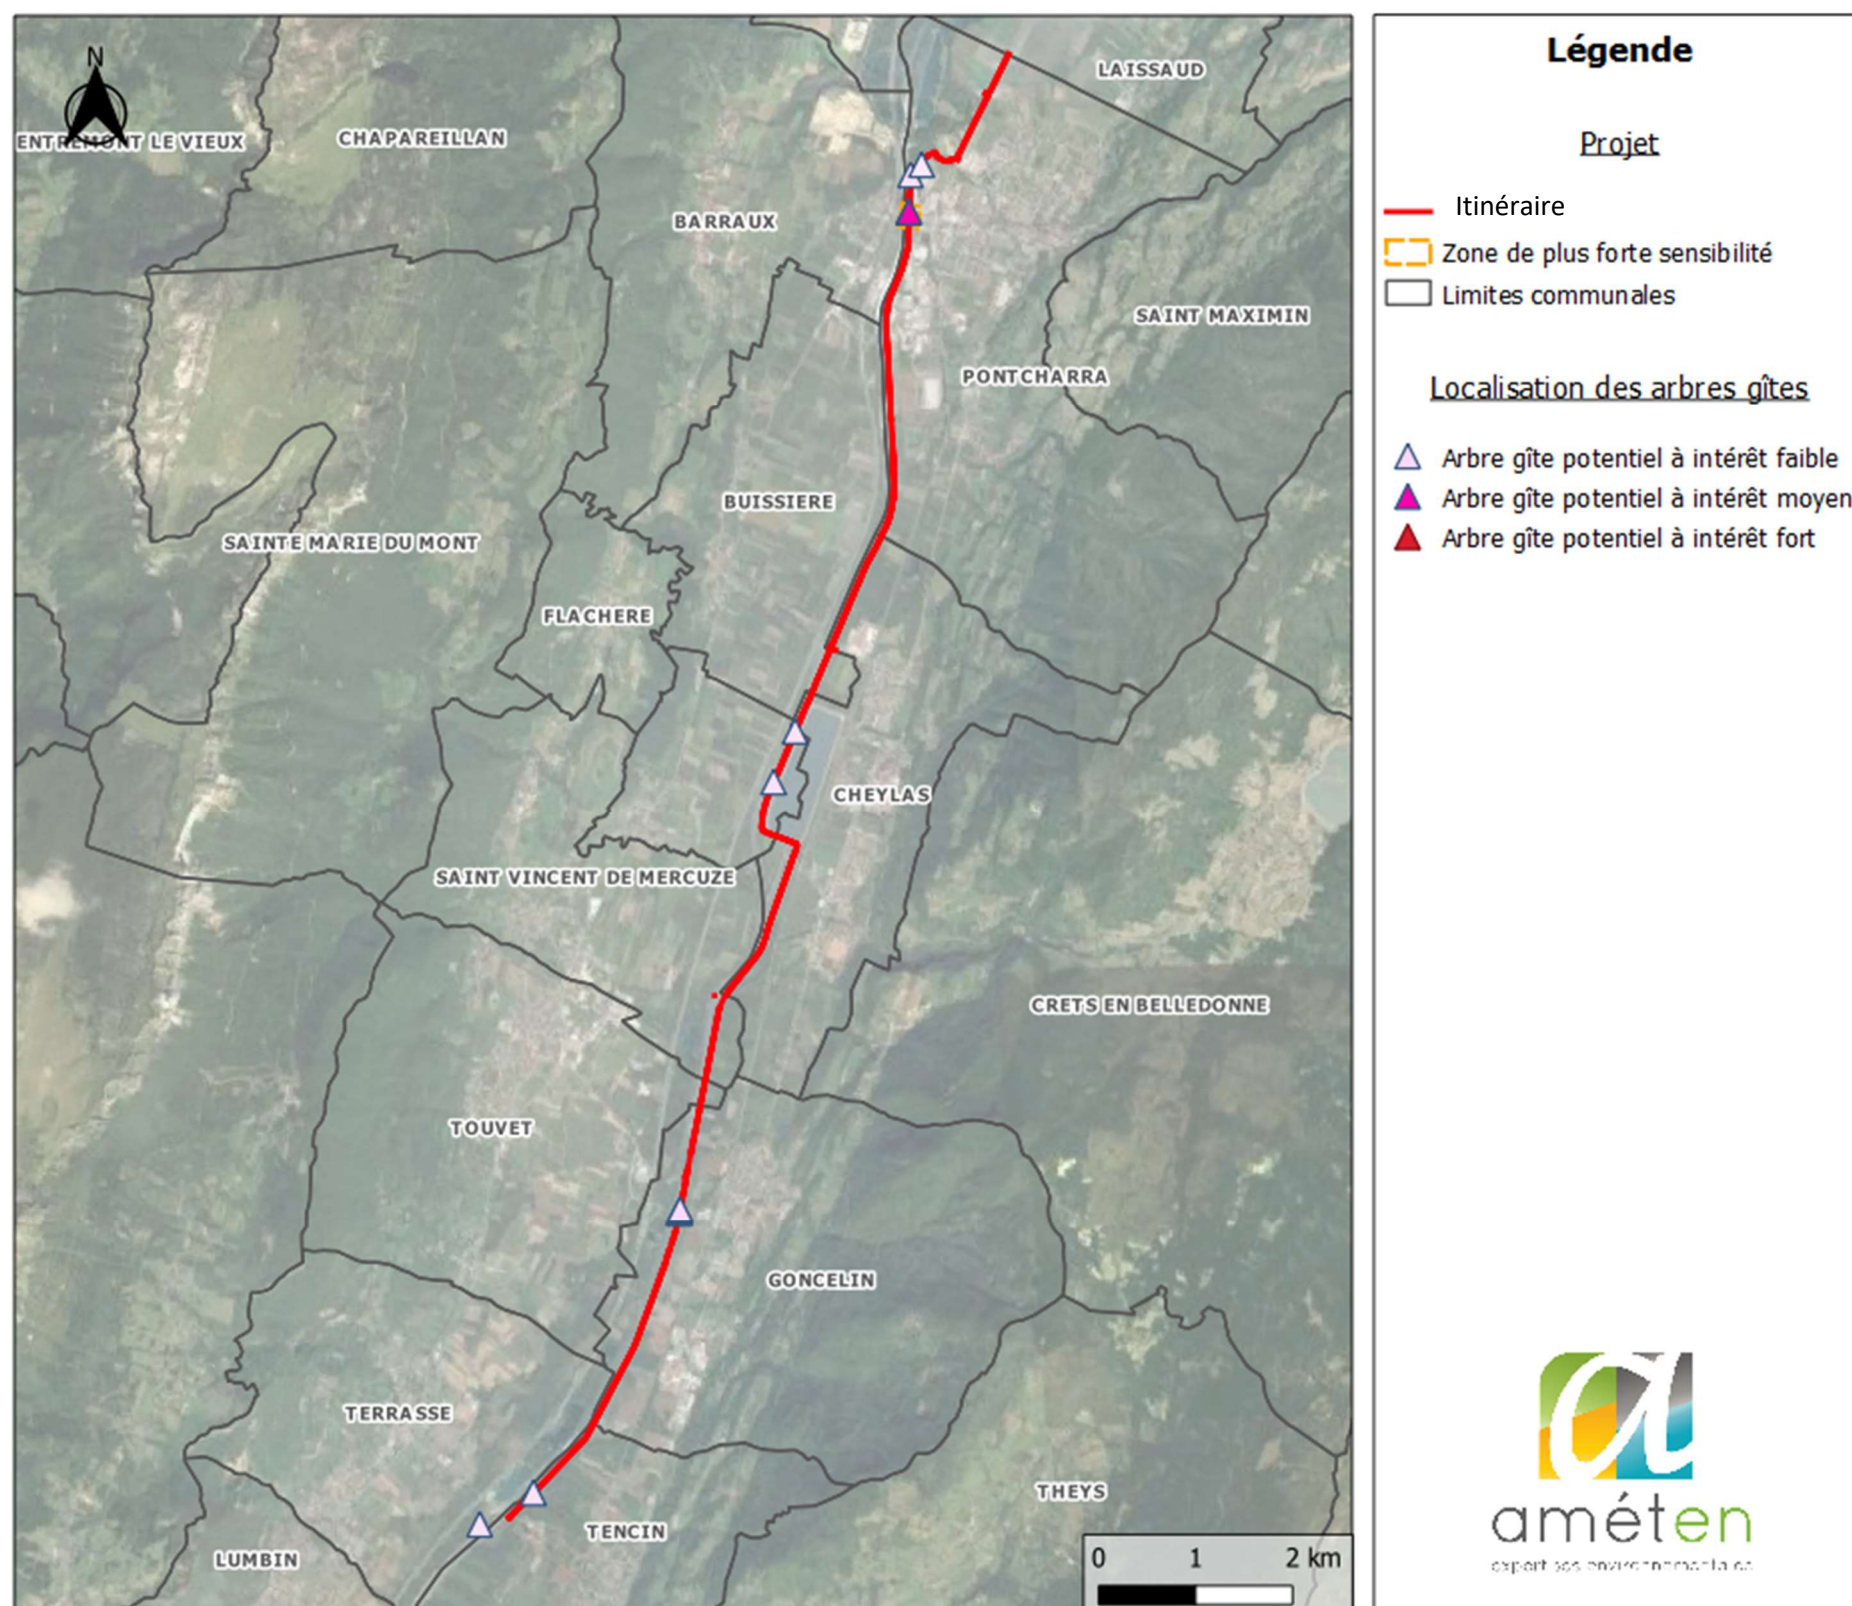 N
LAISSAUD
ENTREMONT LE VIEUX
CHAPAREILLAN
BARRAUX
SAINT MAXIMIN
PONTCHARRA
BUISSIERE
SAINTE MARIE DU MONT
FLACHERE
CHEYLAS
SAINT VINCENT DE MERCUZE
CRETS EN BELLEDONNE
TOUVET
GONCELIN
TERRASSE
THEYS
TENCIN
LUMBIN
0 1 2 km
Légende
Projet
Itinéraire
Zone de plus forte sensibilité
Limites communales
Localisation des arbres gîtes
Arbre gîte potentiel à intérêt faible
Arbre gîte potentiel à intérêt moyen
Arbre gîte potentiel à intérêt fort
améten